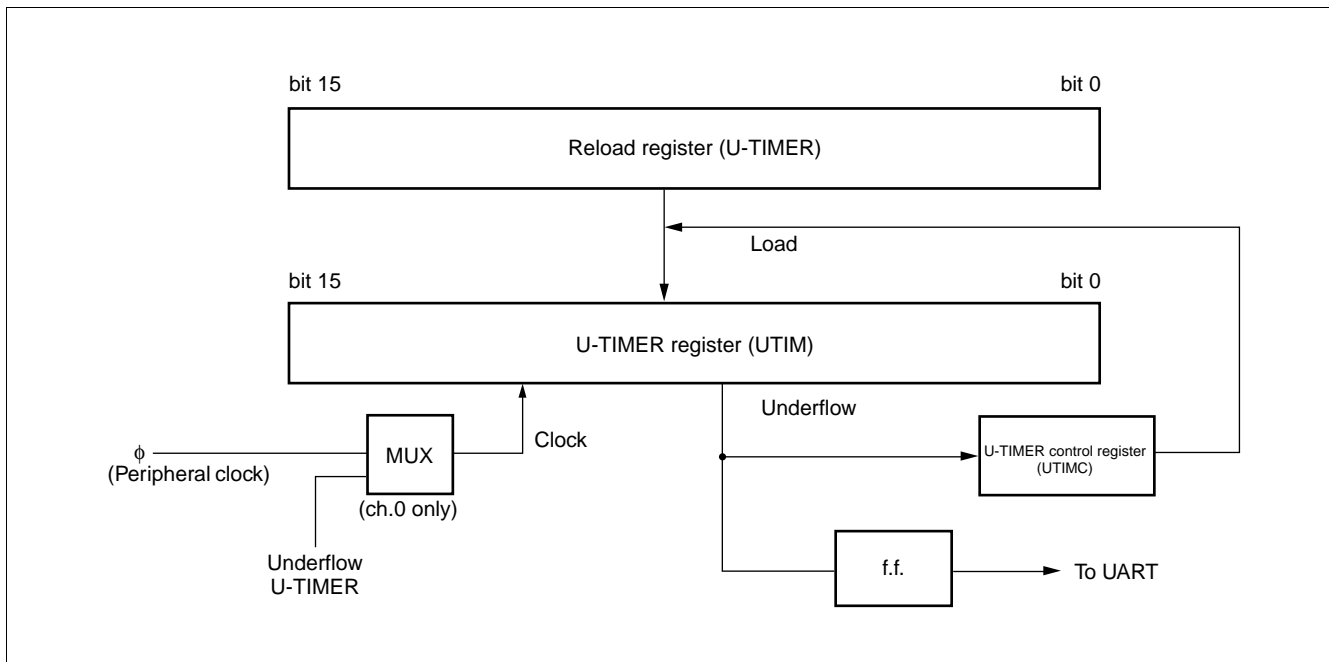 bit 15
bit 0
Reload register (U-TIMER)
Load
bit 15
bit 0
U-TIMER register (UTIM)
Underflow
ϕ
(Peripheral clock)
MUX
Clock
(ch.0 only)
Underflow
U-TIMER
U-TIMER control register
(UTIMC)
f.f.
To UART